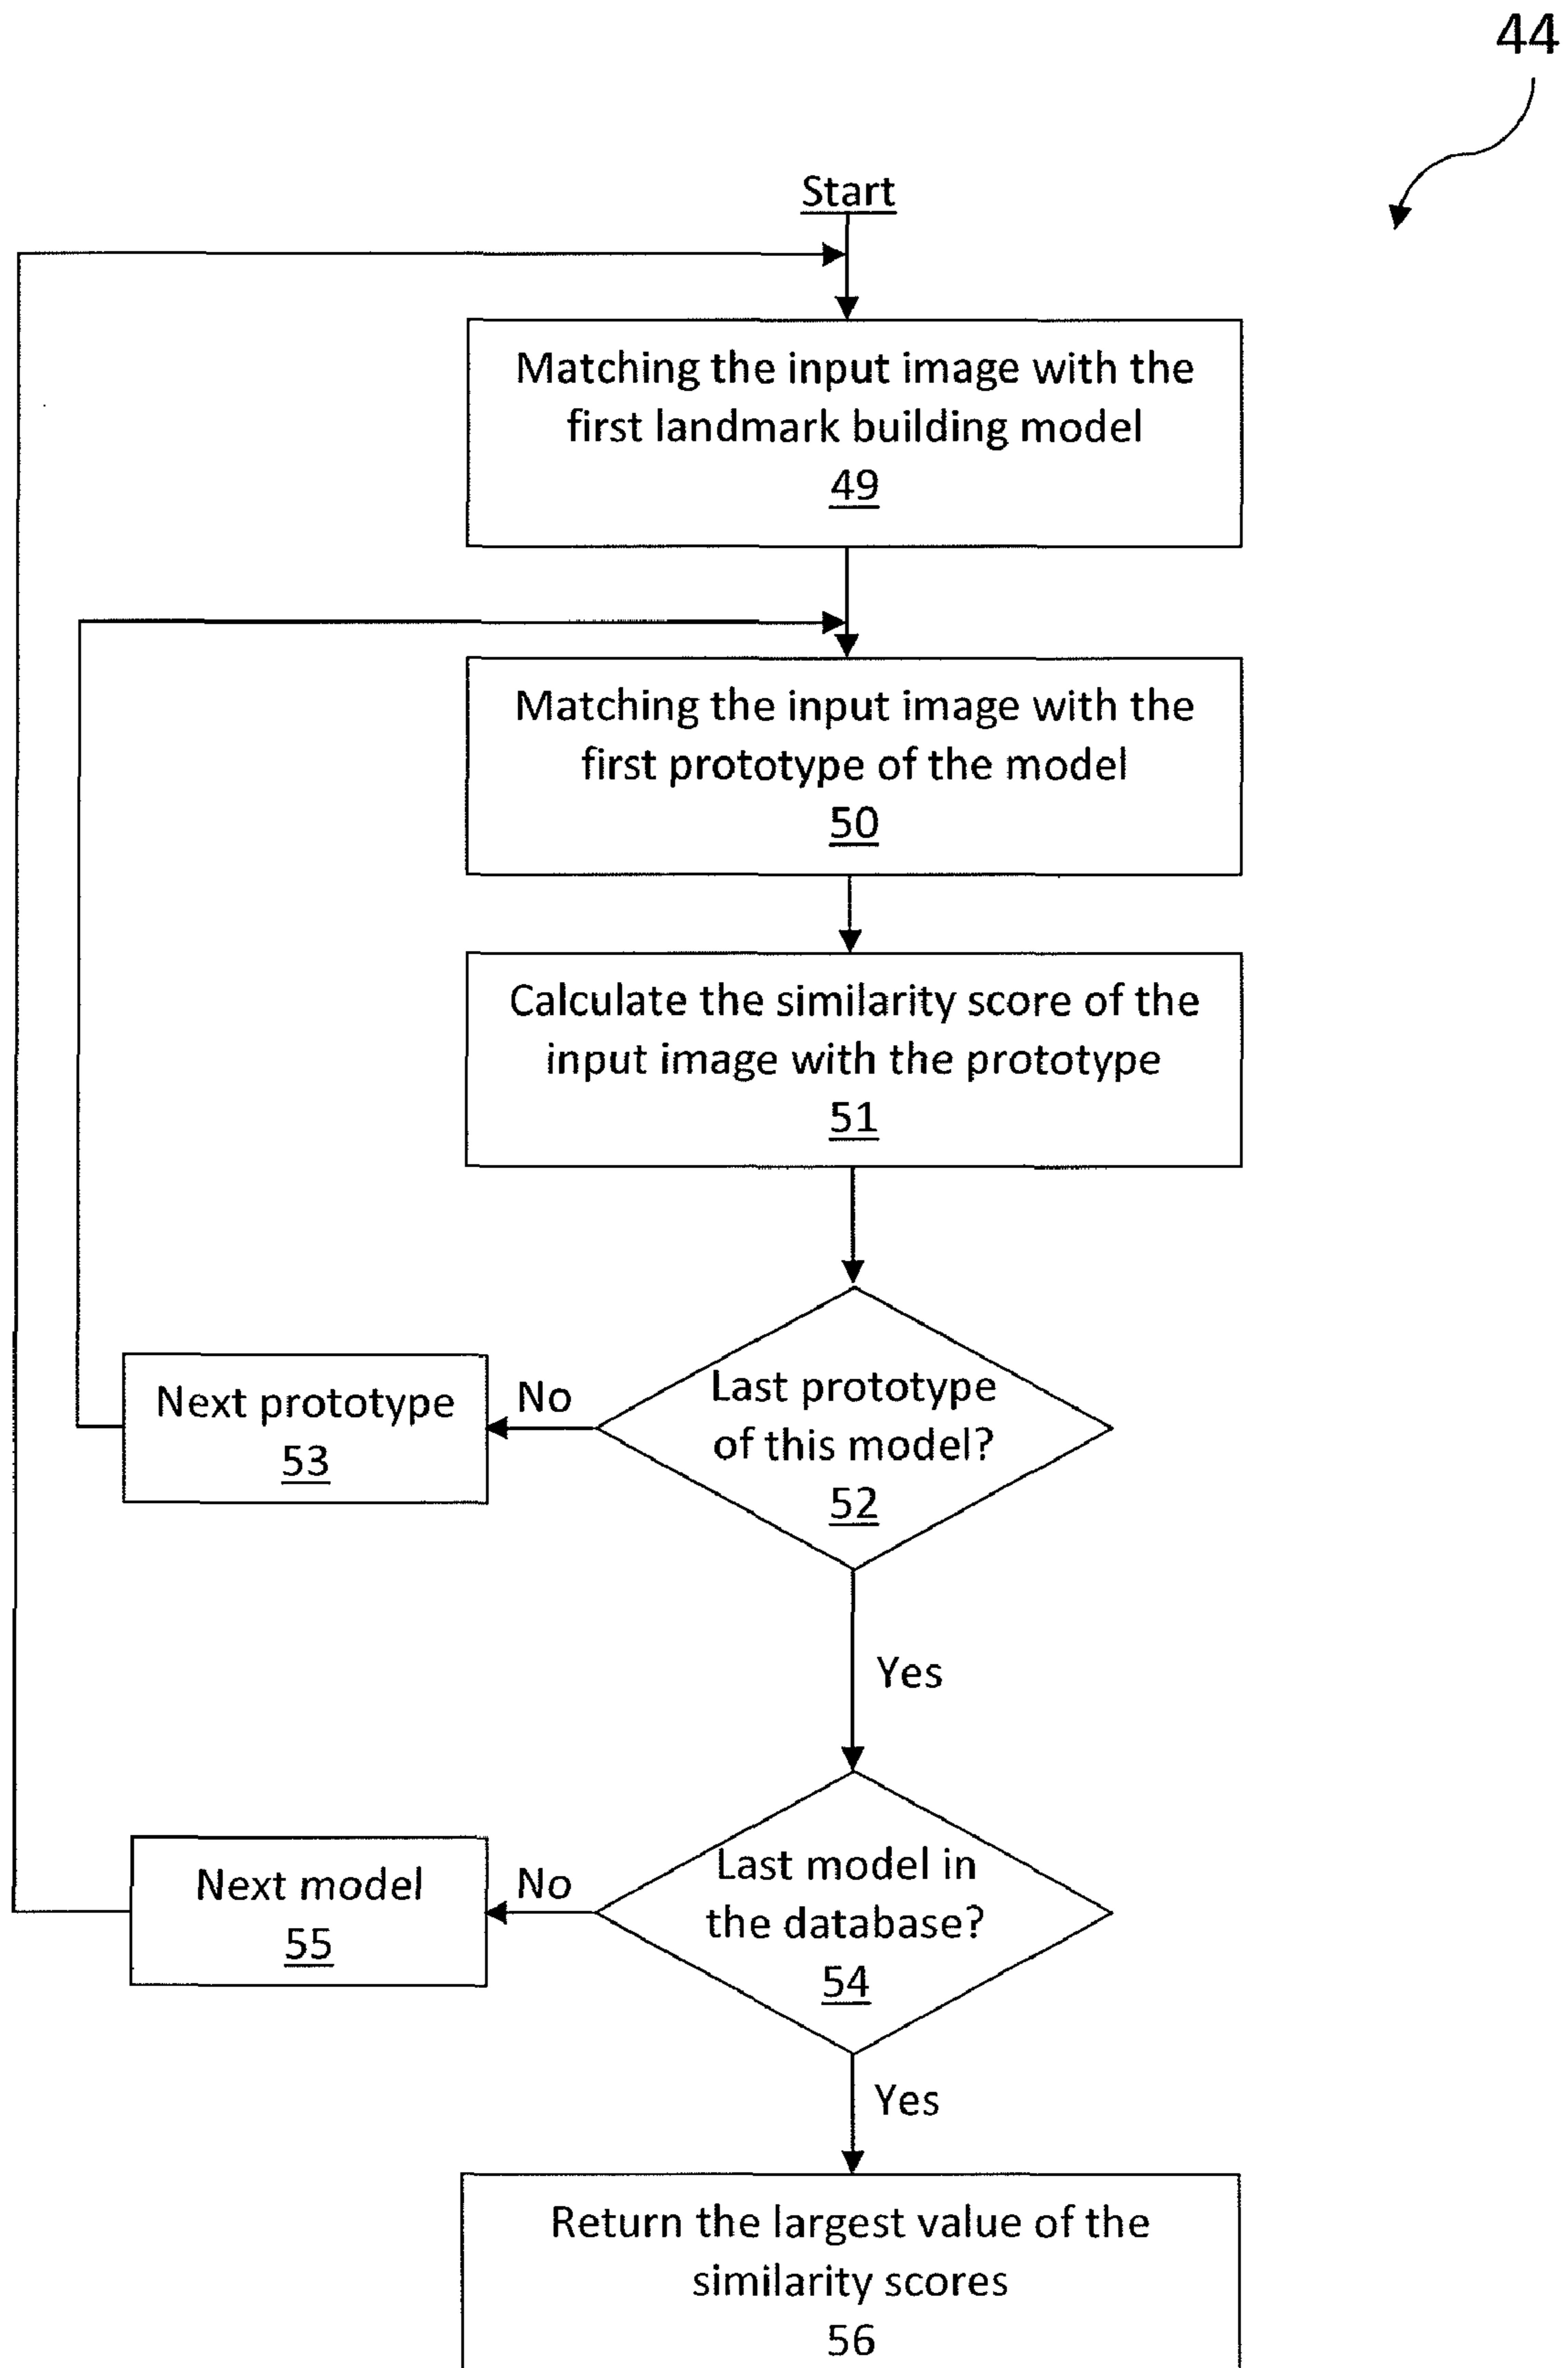 44
Start
Matching the input image with the
first landmark building model
49
Matching the input image with the
first prototype of the model
50
Calculate the similarity score of the
input image with the prototype
51
Last prototype
of this model?
52
No
Next prototype
53
Yes
Last model in
the database?
54
No
Next model
55
Yes
Return the largest value of the
similarity scores
56